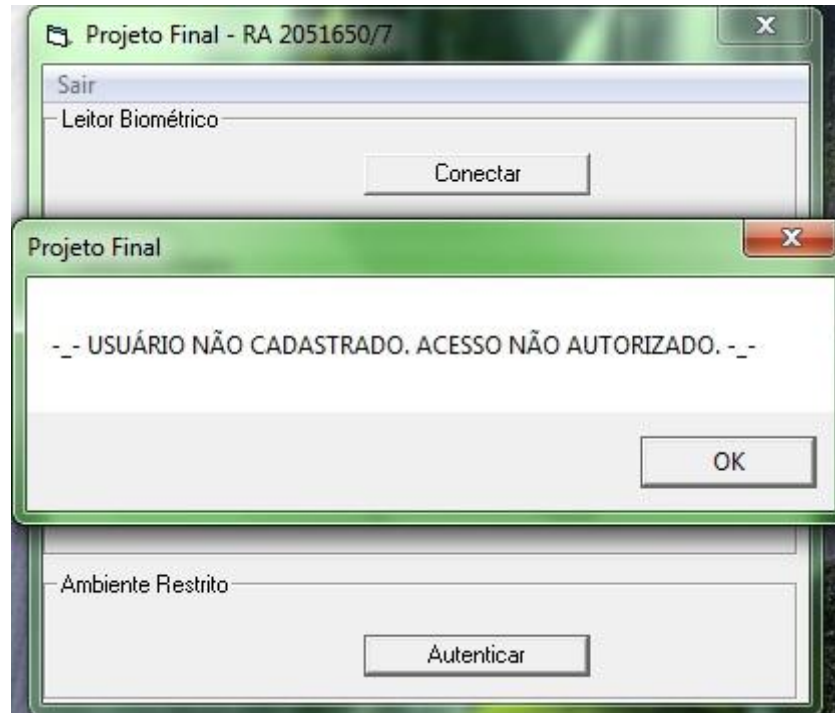 Projeto Final - RA 2051650/7
Sair
Leitor Biométrico
Conectar
Projeto Final
-_- USUÁRIO NÃO CADASTRADO. ACESSO NÃO AUTORIZADO. -_-
OK
Ambiente Restrito
Autenticar